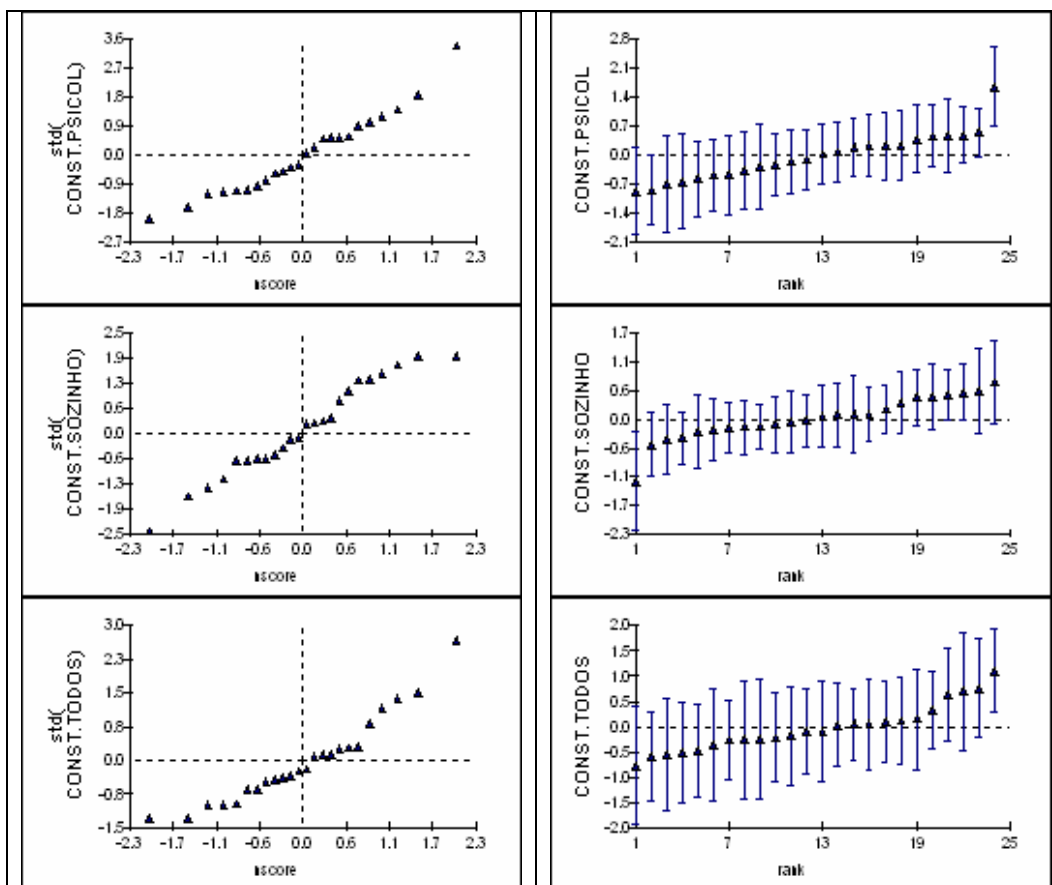 std(
CONST.PSICOL)
3.6
2.7
1.8
0.9
0.0
-0.9
-1.8
-2.7
-2.3 -1.7 -1.1 -0.6 0.0 0.6 1.1 1.7 2.3
nscore
CONST.PSICOL
2.8
2.1
1.4
0.7
0.0
-0.7
-1.4
-2.1
1 7 13 19 25
rank
std(
CONST.SOZINHO)
2.5
1.9
1.3
0.6
0.0
-0.6
-1.3
-1.9
-2.5
-2.3 -1.7 -1.1 -0.6 0.0 0.6 1.1 1.7 2.3
nscore
CONST.SOZINHO
1.7
1.1
0.6
0.0
-0.6
-1.1
-1.7
-2.3
1 7 13 19 25
rank
std(
CONST.TODOS)
3.0
2.3
1.5
0.8
0.0
-0.8
-1.5
-2.3 -1.7 -1.1 -0.6 0.0 0.6 1.1 1.7 2.3
nscore
CONST.TODOS
2.0
1.5
1.0
0.5
0.0
-0.5
-1.0
-1.5
-2.0
1 7 13 19 25
rank